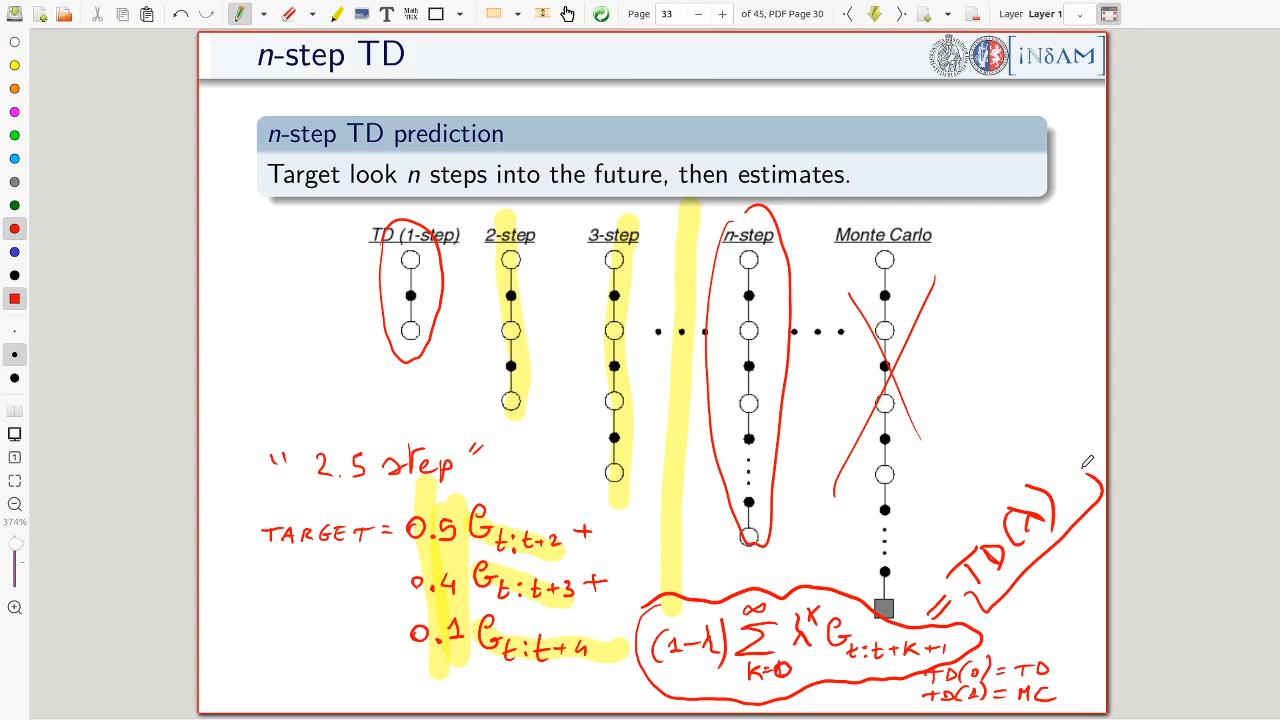 Page 33 of 45 PDF Page 30 Layer Layer 1
n-step TD
[iNδAM]
n-step TD prediction
Target look n steps into the future, then estimates.
TD (1-step) 2-step 3-step n-step Monte Carlo
374%
" 2.5 step "
TARGET = 0.5 G_{t:t+2} +
0.4 G_{t:t+3} +
0.1 G_{t:t+4}
(1-λ) ∑_{k=0}^{∞} λ^k G_{t:t+k+1} = TD(λ)
TD(0) = TD
TD(1) = MC